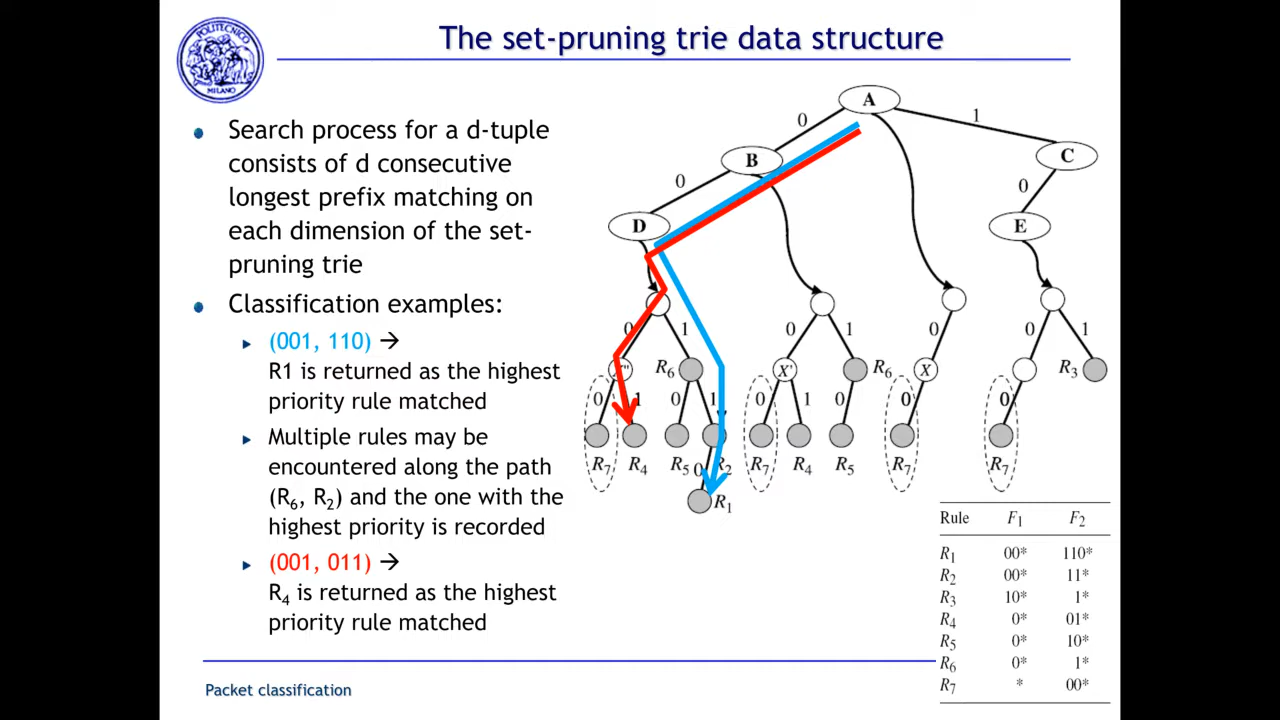 The set-pruning trie data structure
POLITECNICO
MILANO
Search process for a d-tuple
consists of d consecutive
longest prefix matching on
each dimension of the set-
pruning trie
Classification examples:
(001, 110) →
R1 is returned as the highest
priority rule matched
Multiple rules may be
encountered along the path
(R6, R2) and the one with the
highest priority is recorded
(001, 011) →
R4 is returned as the highest
priority rule matched
A
0 1
B C
0 0
D E
0 1 0 1 0 0 1
R6 X' R6 X R3
0 1 0 1 0 1 0 0 0
R7 R4 R5 0 R2 R7 R4 R5 R7 R7
R1
Rule F1 F2
R1 00* 110*
R2 00* 11*
R3 10* 1*
R4 0* 01*
R5 0* 10*
R6 0* 1*
R7 * 00*
Packet classification